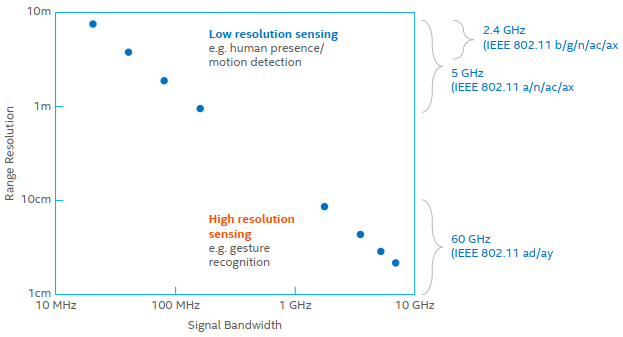 10m
1m
10cm
1cm
Range Resolution
10 MHz
100 MHz
1 GHz
10 GHz
Signal Bandwidth
Low resolution sensing
e.g. human presence/
motion detection
High resolution
sensing
e.g. gesture
recognition
2.4 GHz
(IEEE 802.11 b/g/n/ac/ax
5 GHz
(IEEE 802.11 a/n/ac/ax
60 GHz
(IEEE 802.11 ad/ay